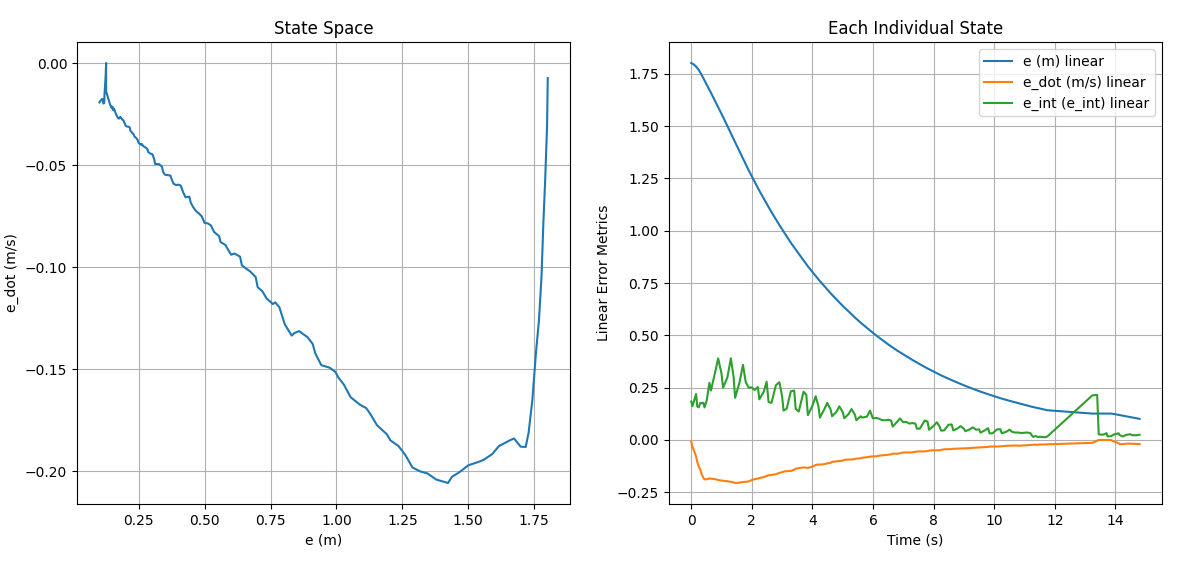 State Space
0.00
−0.05
−0.10
−0.15
−0.20
e_dot (m/s)
0.25 0.50 0.75 1.00 1.25 1.50 1.75
e (m)
Each Individual State
e (m) linear
e_dot (m/s) linear
e_int (e_int) linear
1.75
1.50
1.25
1.00
0.75
0.50
0.25
0.00
−0.25
Linear Error Metrics
0 2 4 6 8 10 12 14
Time (s)